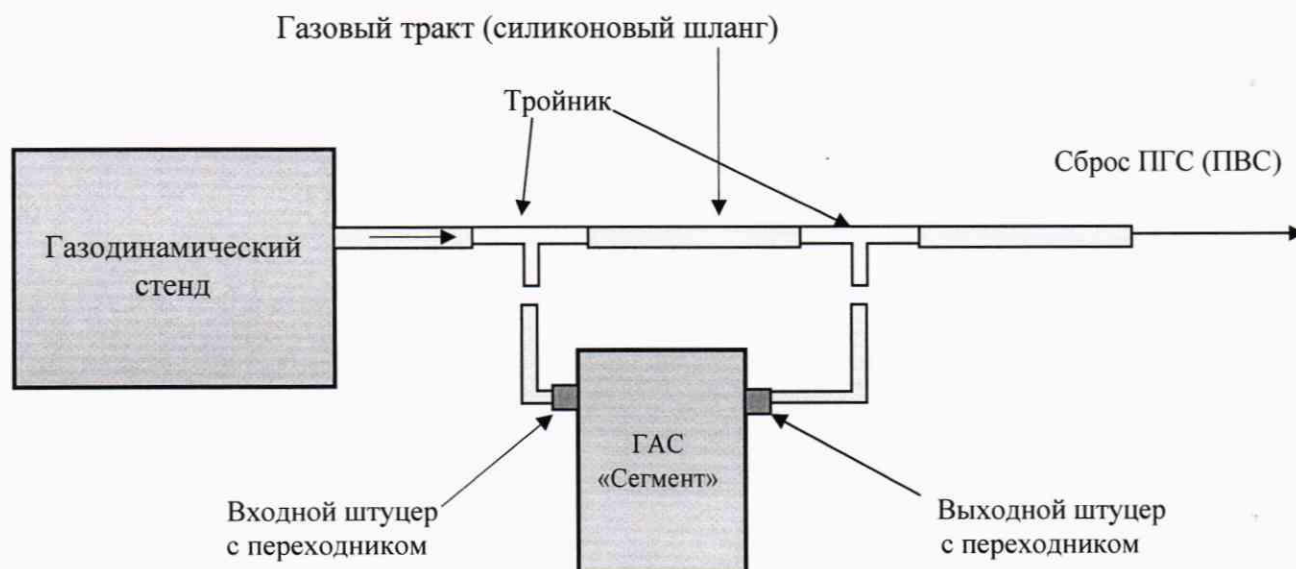 Газовый тракт (силиконовый шланг)
Тройник
Сброс ПГС (ПВС)
Газодинамический
стенд
ГАС
«Сегмент»
Входной штуцер
с переходником
Выходной штуцер
с переходником